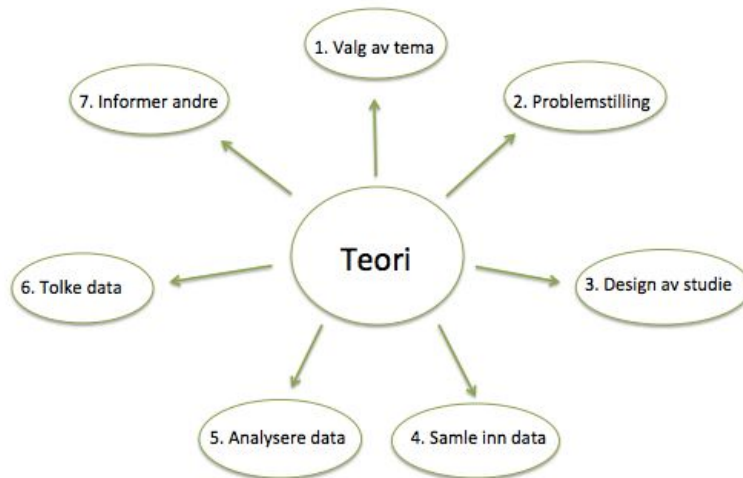 1. Valg av tema
2. Problemstilling
3. Design av studie
4. Samle inn data
5. Analysere data
6. Tolke data
7. Informer andre
Teori